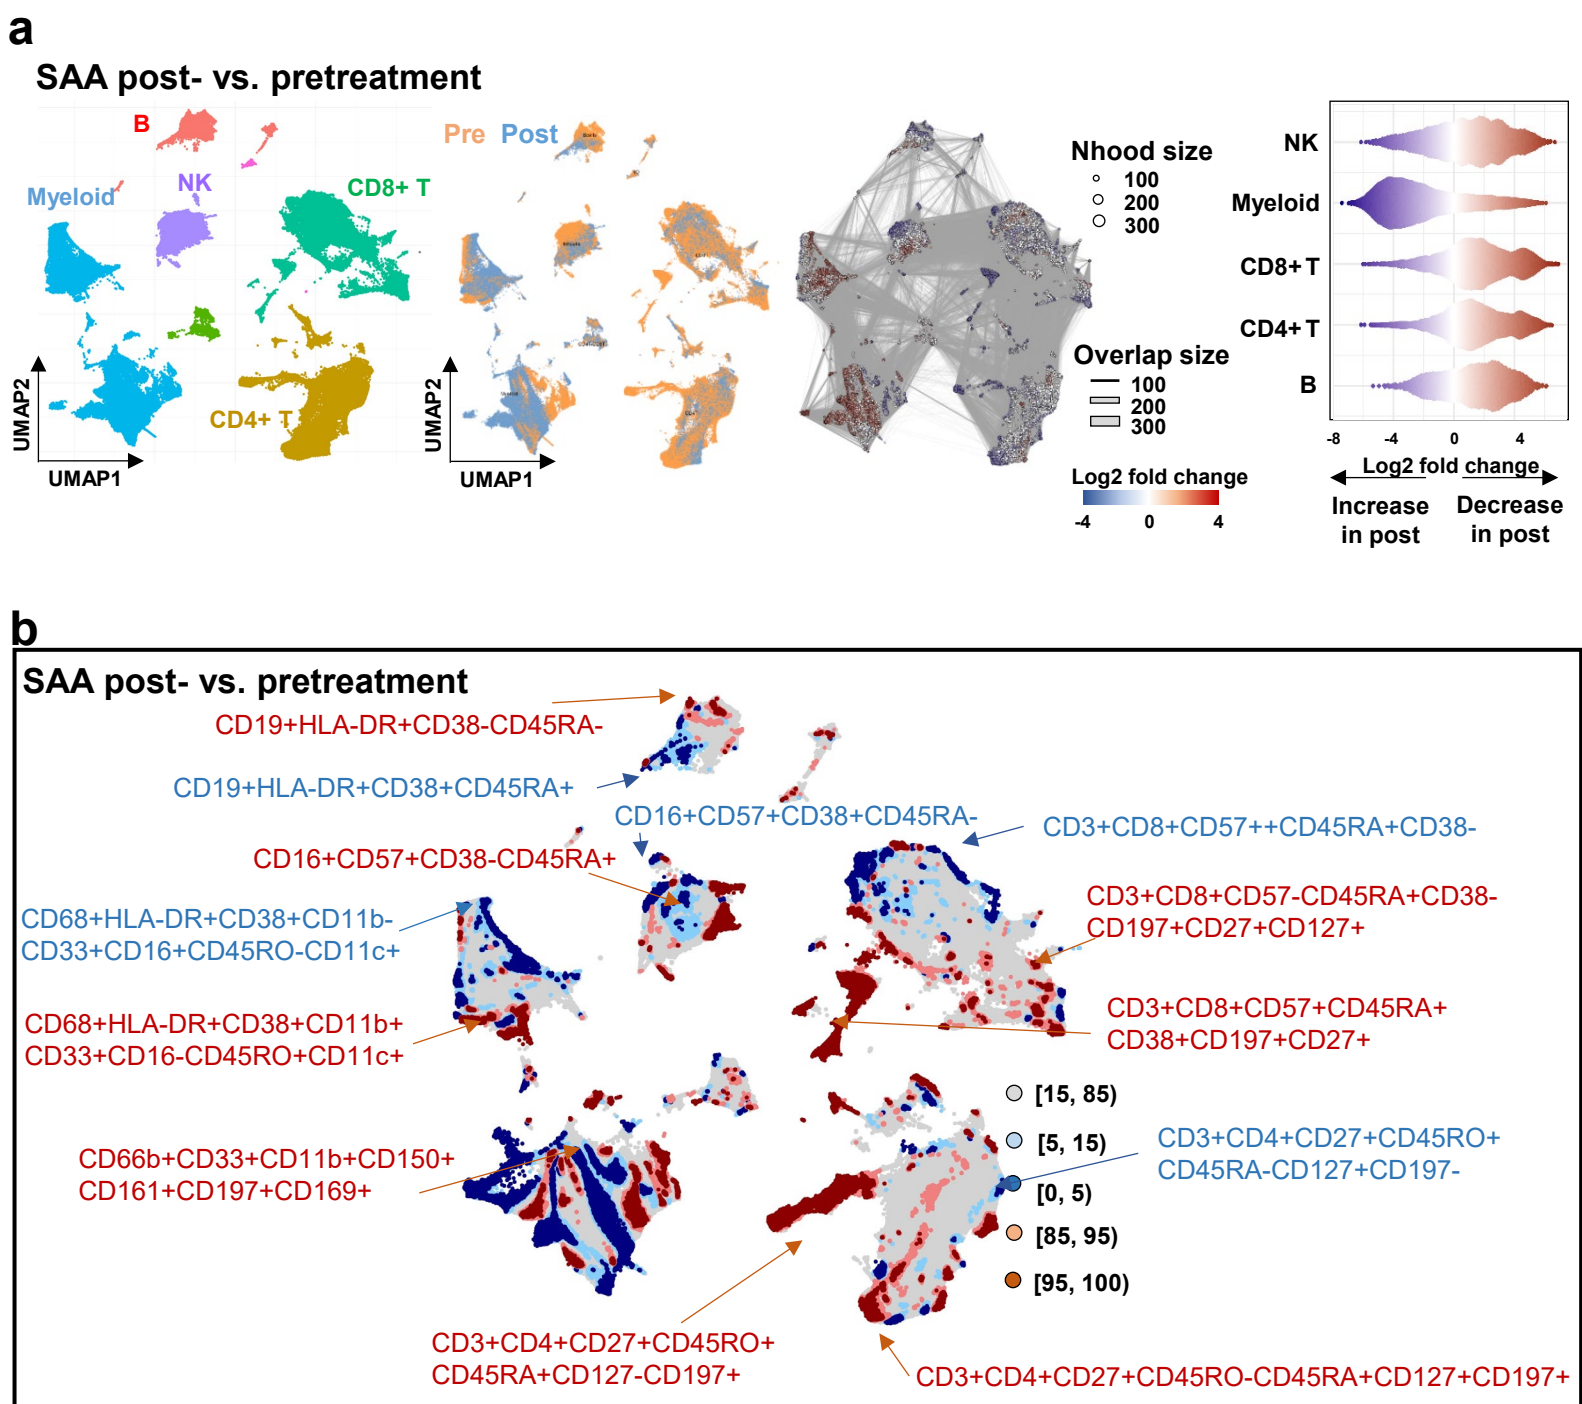 a
SAA post- vs. pretreatment
B
Myeloid
NK
CD8+ T
CD4+ T
UMAP2
UMAP1
Pre Post
UMAP2
UMAP1
Nhood size
100
200
300
Overlap size
100
200
300
Log2 fold change
-4 0 4
NK
Myeloid
CD8+ T
CD4+ T
B
-8 -4 0 4
Log2 fold change
Increase in post
Decrease in post
b
SAA post- vs. pretreatment
CD19+HLA-DR+CD38-CD45RA-
CD19+HLA-DR+CD38+CD45RA+
CD16+CD57+CD38+CD45RA-
CD16+CD57+CD38-CD45RA+
CD3+CD8+CD57++CD45RA+CD38-
CD3+CD8+CD57-CD45RA+CD38-
CD197+CD27+CD127+
CD68+HLA-DR+CD38+CD11b-
CD33+CD16+CD45RO-CD11c+
CD68+HLA-DR+CD38+CD11b+
CD33+CD16-CD45RO+CD11c+
CD3+CD8+CD57+CD45RA+
CD38+CD197+CD27+
[15, 85)
[5, 15)
[0, 5)
[85, 95)
[95, 100)
CD3+CD4+CD27+CD45RO+
CD45RA-CD127+CD197-
CD66b+CD33+CD11b+CD150+
CD161+CD197+CD169+
CD3+CD4+CD27+CD45RO+
CD45RA+CD127-CD197+
CD3+CD4+CD27+CD45RO-CD45RA+CD127+CD197+